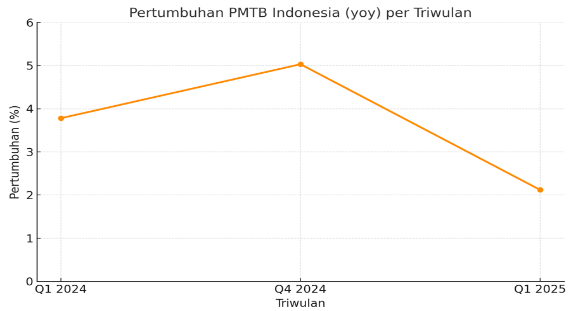 Pertumbuhan PMTB Indonesia (yoy) per Triwulan
Pertumbuhan (%)
6
5
4
3
2
1
0
Q1 2024
Q4 2024
Q1 2025
Triwulan